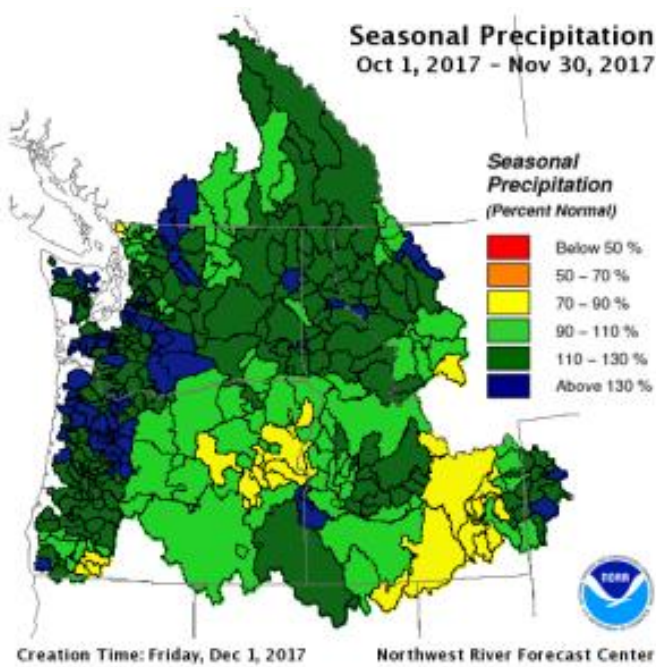 Seasonal Precipitation
Oct 1, 2017 - Nov 30, 2017
Seasonal
Precipitation
(Percent Normal)
Below 50 %
50 - 70 %
70 - 90 %
90 - 110 %
110 - 130 %
Above 130 %
NOAA
Creation Time: Friday, Dec 1, 2017
Northwest River Forecast Center